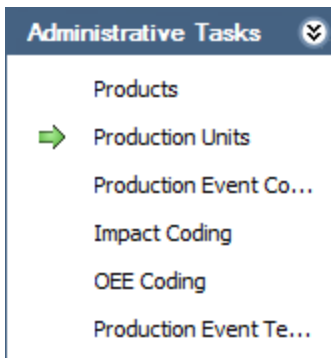 Administrative Tasks
Products
Production Units
Production Event Co...
Impact Coding
OEE Coding
Production Event Te...